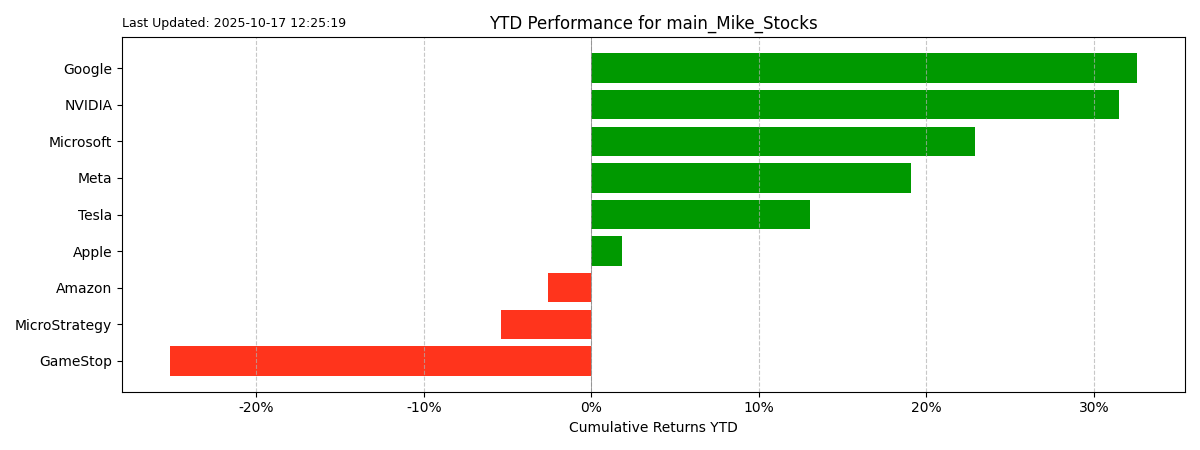 Last Updated: 2025-10-17 12:25:19
YTD Performance for main_Mike_Stocks
Google
NVIDIA
Microsoft
Meta
Tesla
Apple
Amazon
MicroStrategy
GameStop
-20% -10% 0% 10% 20% 30%
Cumulative Returns YTD